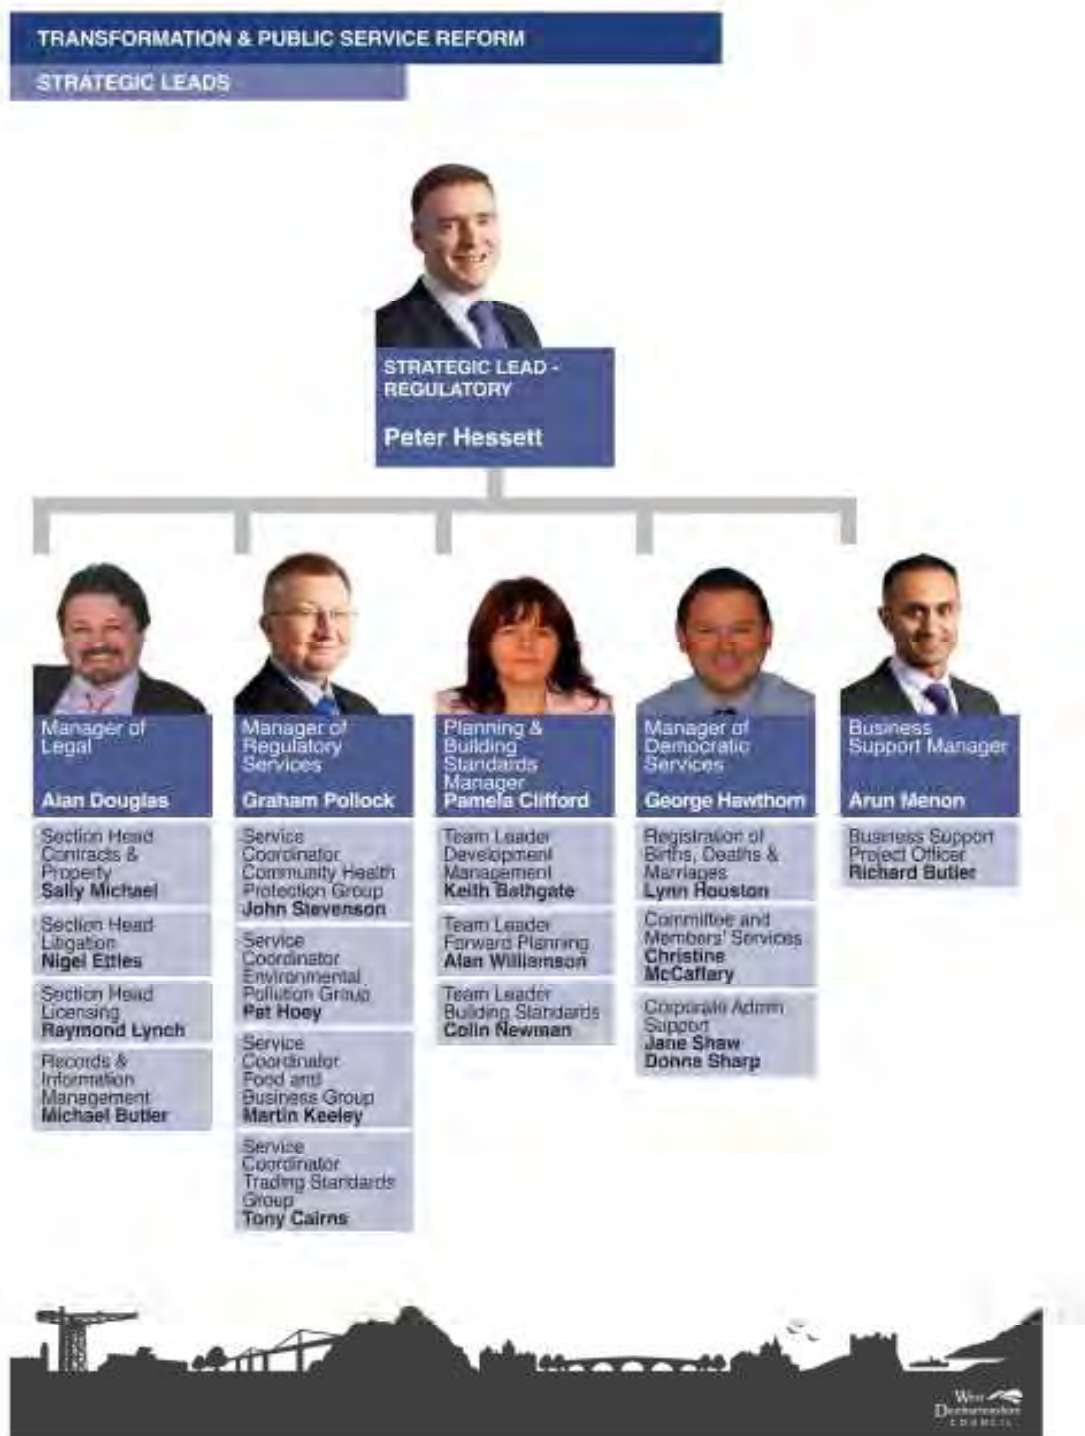 TRANSFORMATION & PUBLIC SERVICE REFORM
STRATEGIC LEADS
STRATEGIC LEAD -
REGULATORY
Peter Hessett
Manager of
Legal
Alan Douglas
Section Head
Contracts &
Property
Sally Michael
Section Head
Litigation
Nigel Ettles
Section Head
Licensing
Raymond Lynch
Records &
Information
Management
Michael Butler
Manager of
Regulatory
Services
Graham Pollock
Service
Coordinator
Community Health
Protection Group
John Stevenson
Service
Coordinator
Environmental
Pollution Group
Pat Hoey
Service
Coordinator
Food and
Business Group
Martin Keeley
Service
Coordinator
Trading Standards
Group
Tony Cairns
Planning &
Building
Standards
Manager
Pamela Clifford
Team Leader
Development
Management
Keith Bathgate
Team Leader
Forward Planning
Alan Williamson
Team Leader
Building Standards
Colin Newman
Manager of
Democratic
Services
George Hawthorn
Registration of
Births, Deaths &
Marriages
Lynn Houston
Committee and
Members' Services
Christine
McCaffary
Corporate Admin
Support
Jane Shaw
Donna Sharp
Business
Support Manager
Arun Menon
Business Support
Project Officer
Richard Butler
West
Dunbartonshire
COUNCIL